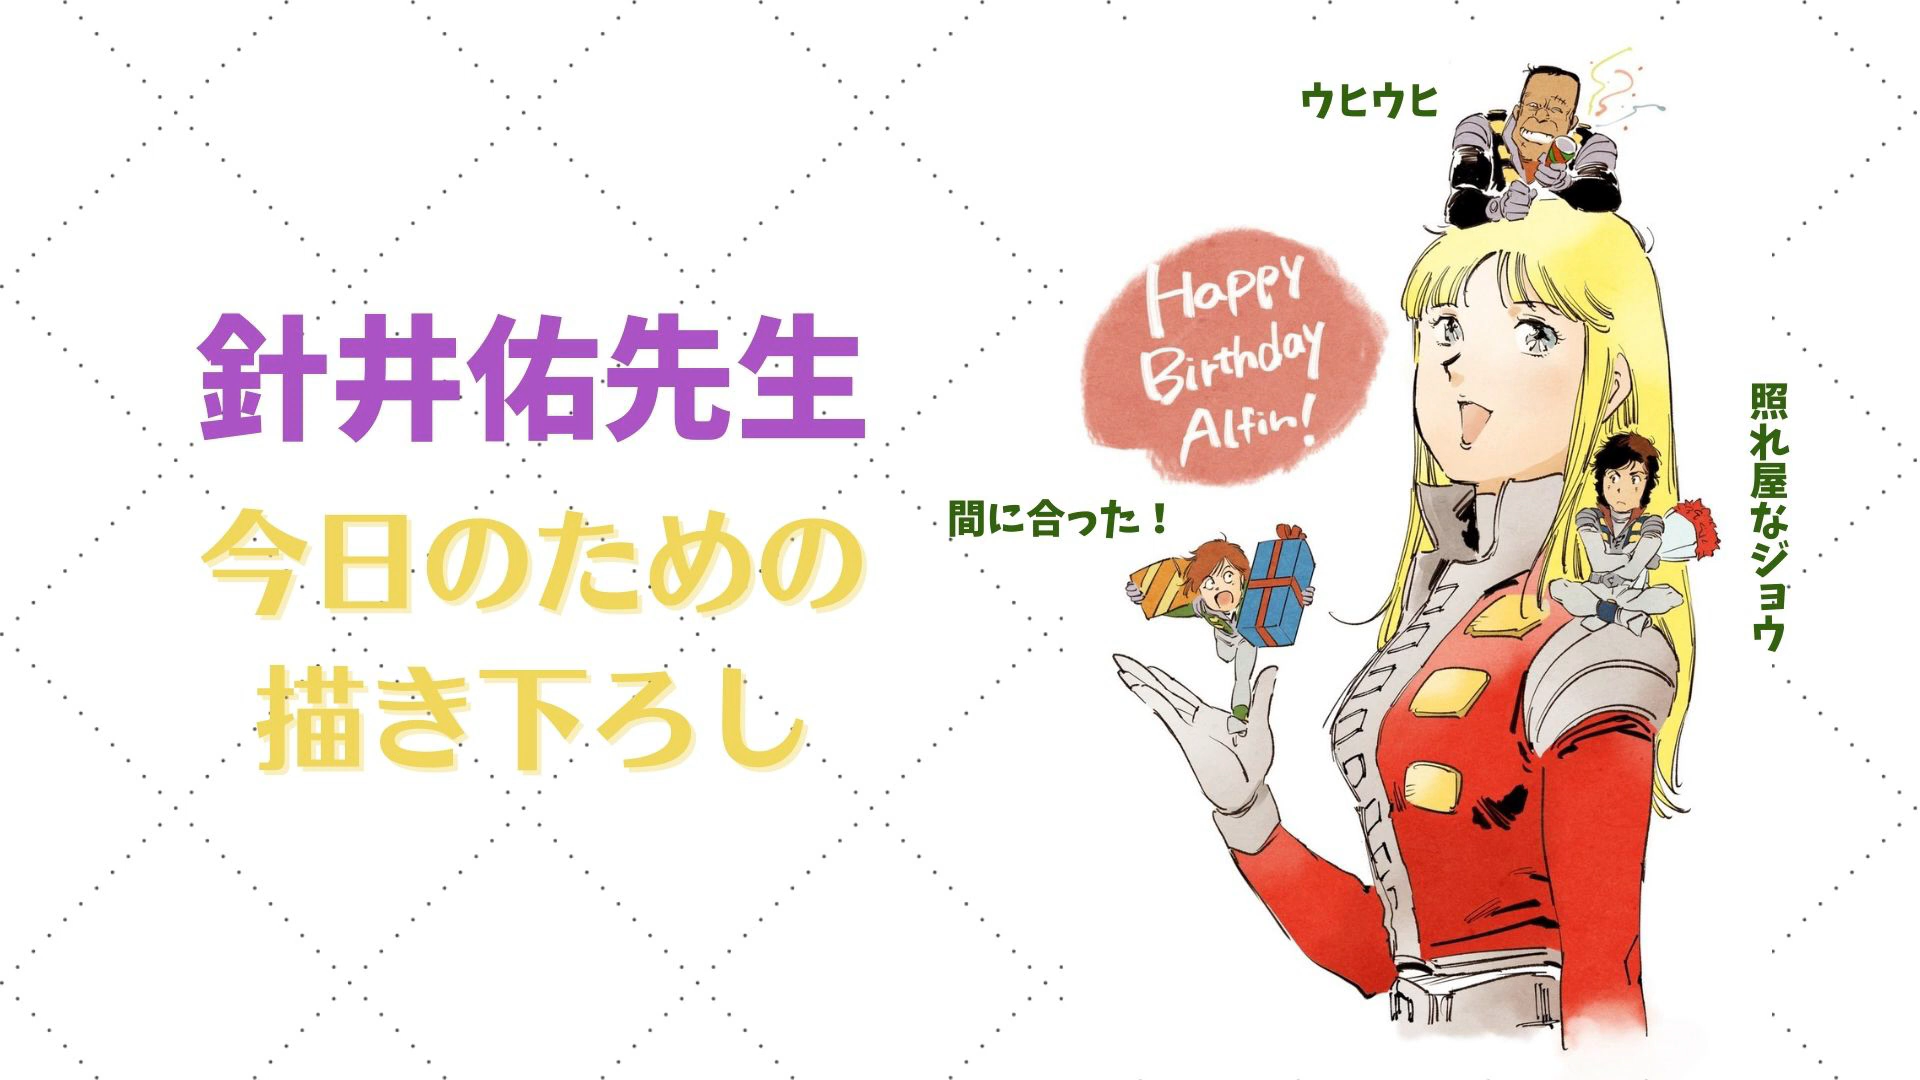 針井佑先生
今日のための
描き下ろし
ウヒウヒ
Happy
Birthday
Alfin!
間に合った！
照れ屋なジョウ